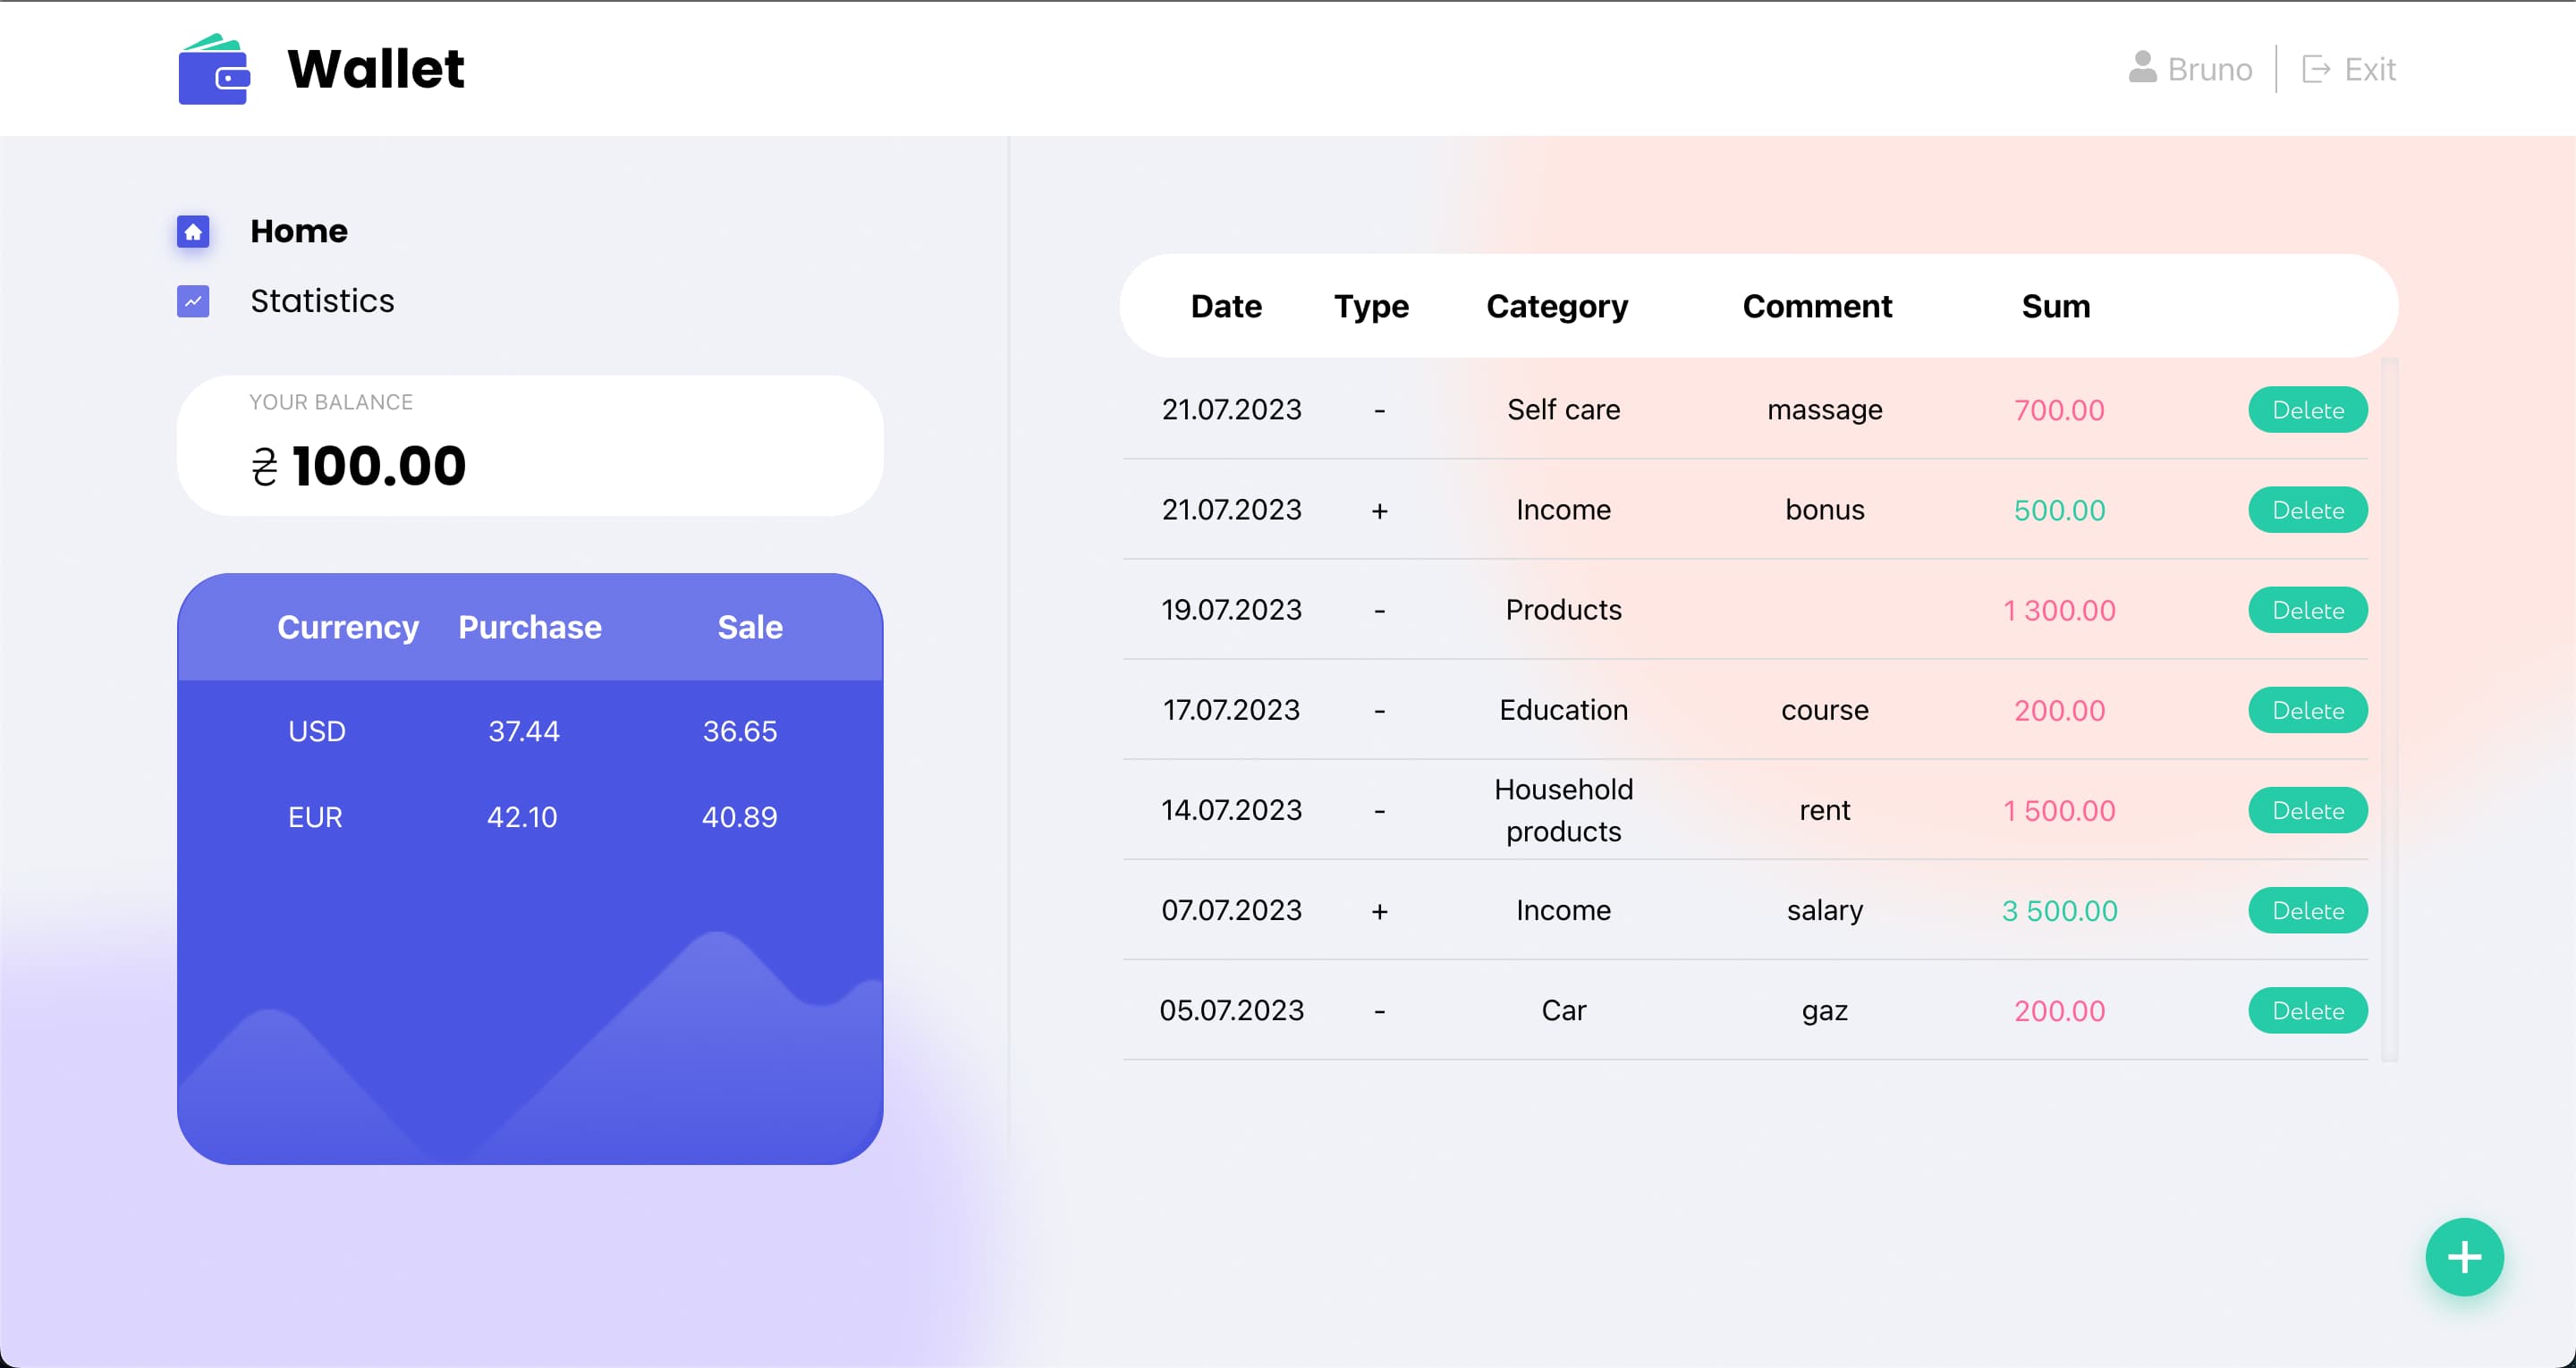 Wallet
Bruno Exit
Home
Statistics
YOUR BALANCE
₴ 100.00
Currency Purchase Sale
USD 37.44 36.65
EUR 42.10 40.89
Date Type Category Comment Sum
21.07.2023 - Self care massage 700.00 Delete
21.07.2023 + Income bonus 500.00 Delete
19.07.2023 - Products 1 300.00 Delete
17.07.2023 - Education course 200.00 Delete
14.07.2023 - Household products rent 1 500.00 Delete
07.07.2023 + Income salary 3 500.00 Delete
05.07.2023 - Car gaz 200.00 Delete